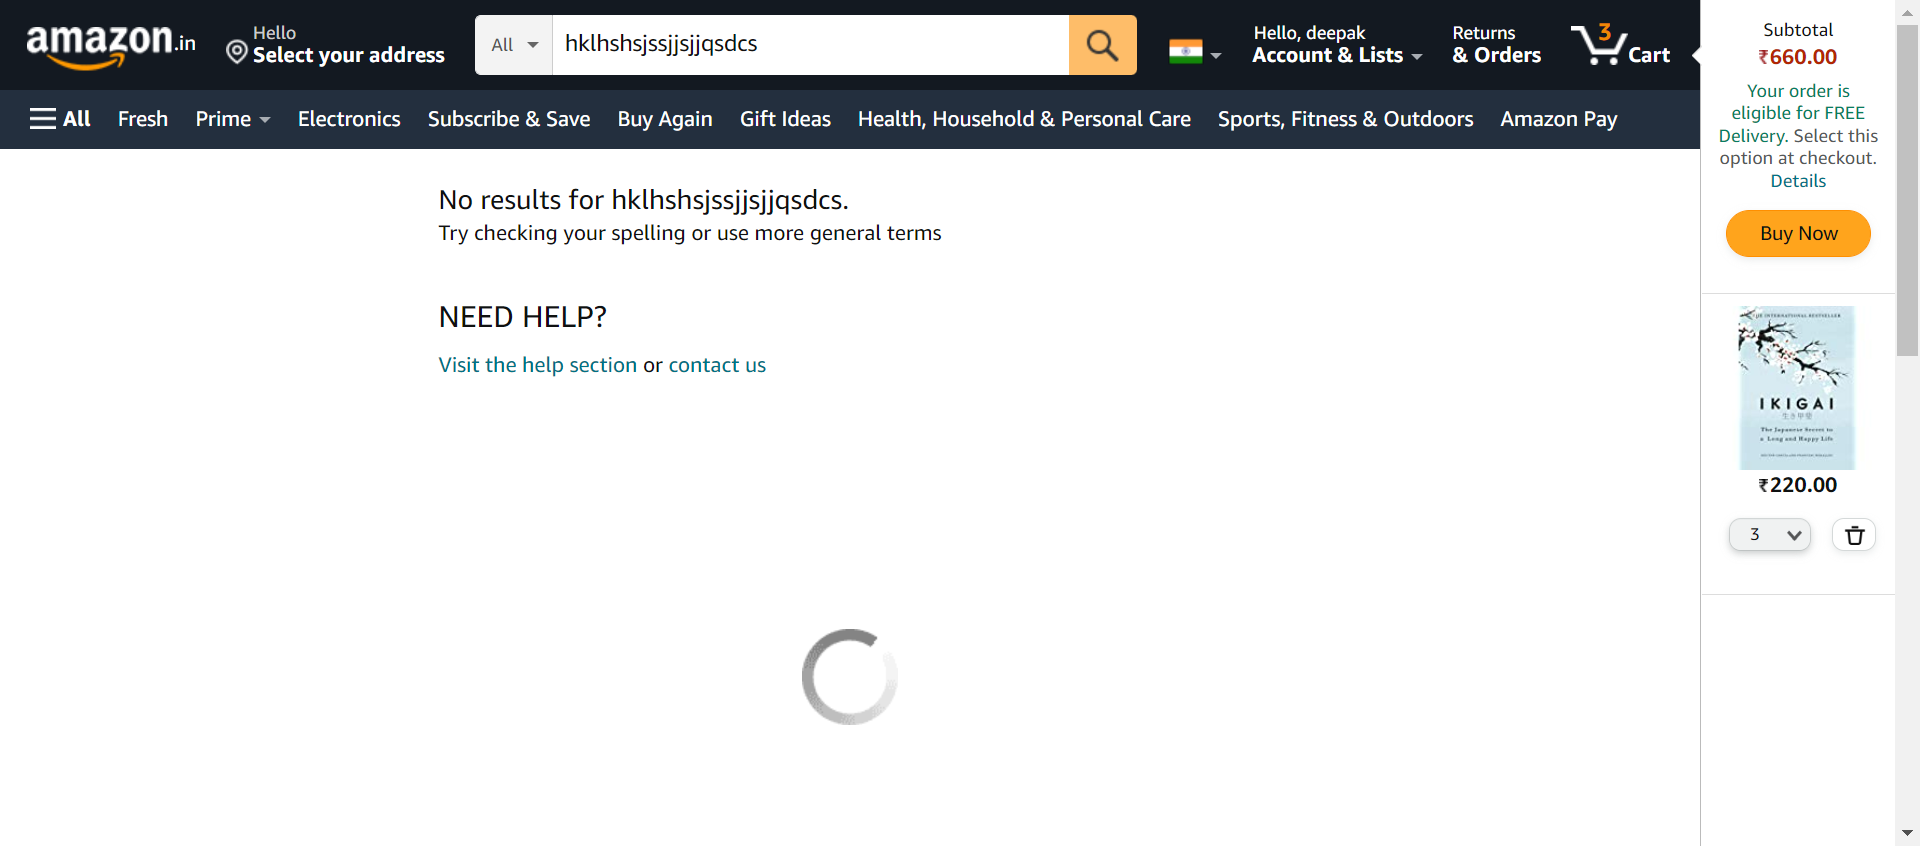 amazon.in
Hello
Select your address
All
hklhshsjssjjsjjqsdcs
Hello, deepak
Account & Lists
Returns
& Orders
3
Cart
All
Fresh
Prime
Electronics
Subscribe & Save
Buy Again
Gift Ideas
Health, Household & Personal Care
Sports, Fitness & Outdoors
Amazon Pay
No results for hklhshsjssjjsjjqsdcs.
Try checking your spelling or use more general terms
NEED HELP?
Visit the help section or contact us
Subtotal
₹660.00
Your order is
eligible for FREE
Delivery. Select this
option at checkout.
Details
Buy Now
INTERNATIONAL BESTSELLER
IKIGAI
生き甲斐
The Japanese Secret to
a Long and Happy Life
₹220.00
3